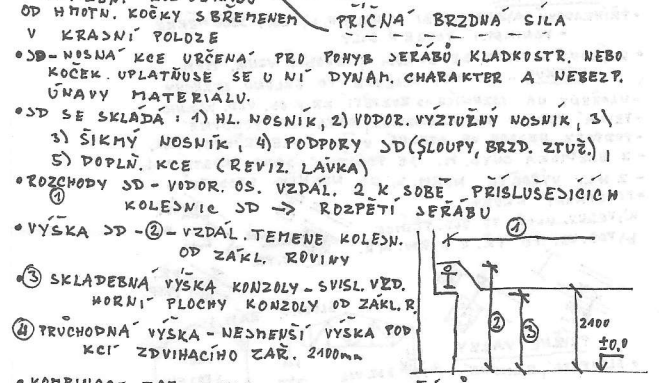 OD HMOTN. KOČKY S BŘEMENEM
V KRAJNÍ POLOZE
PŘÍČNÁ BRZDNÁ SÍLA
• JD - NOSNÁ KCE URČENÁ PRO POHYB JEŘÁBŮ, KLADKOSTR. NEBO
KOČEK. UPLATŇUJE SE U NÍ DYNAM. CHARAKTER A NEBEZP.
ÚNAVY MATERIÁLU.
• JD SE SKLÁDÁ: 1) HL. NOSNÍK, 2) VODOR. VYZTUŽNÝ NOSNÍK, 3)
3) ŠIKMÝ NOSNÍK 4) PODPORY JD (SLOUPY, BRZD. ZTUŽ.),
5) DOPLŇ. KCE (REVIZ. LÁVKA)
• ROZCHODY JD - VODOR. OS. VZDÁL. 2 K SOBĚ PŘÍSLUŠEJÍCÍCH
① KOLEJNIC JD → ROZPĚTÍ JEŘÁBU
• VÝŠKA JD - ② - VZDÁL. TEMENE KOLEJN.
OD ZÁKL. ROVINY
• ③ SKLADEBNÁ VÝŠKA KONZOLY - SVISL. VZD.
HORNÍ PLOCHY KONZOLY OD ZÁKL. R.
④ PRŮCHODNÁ VÝŠKA - NEJMENŠÍ VÝŠKA POD
KCÍ ZDVIHACÍHO ZAŘ. 2100mm
①
②
③
2100
±0,0